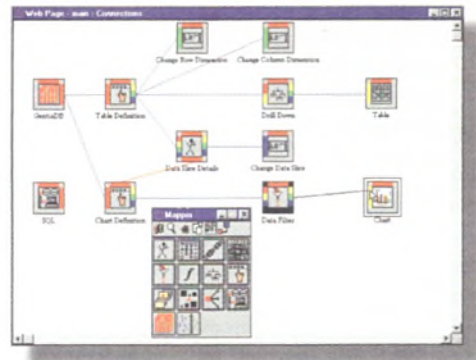 Web Page - main - Connections
Change Row Dimension
Change Column Dimension
GentiaDB
Table Definition
Drill Down
Table
Data Slice Details
Change Data Slice
SQL
Chart Definition
Data Filter
Chart
Mapper